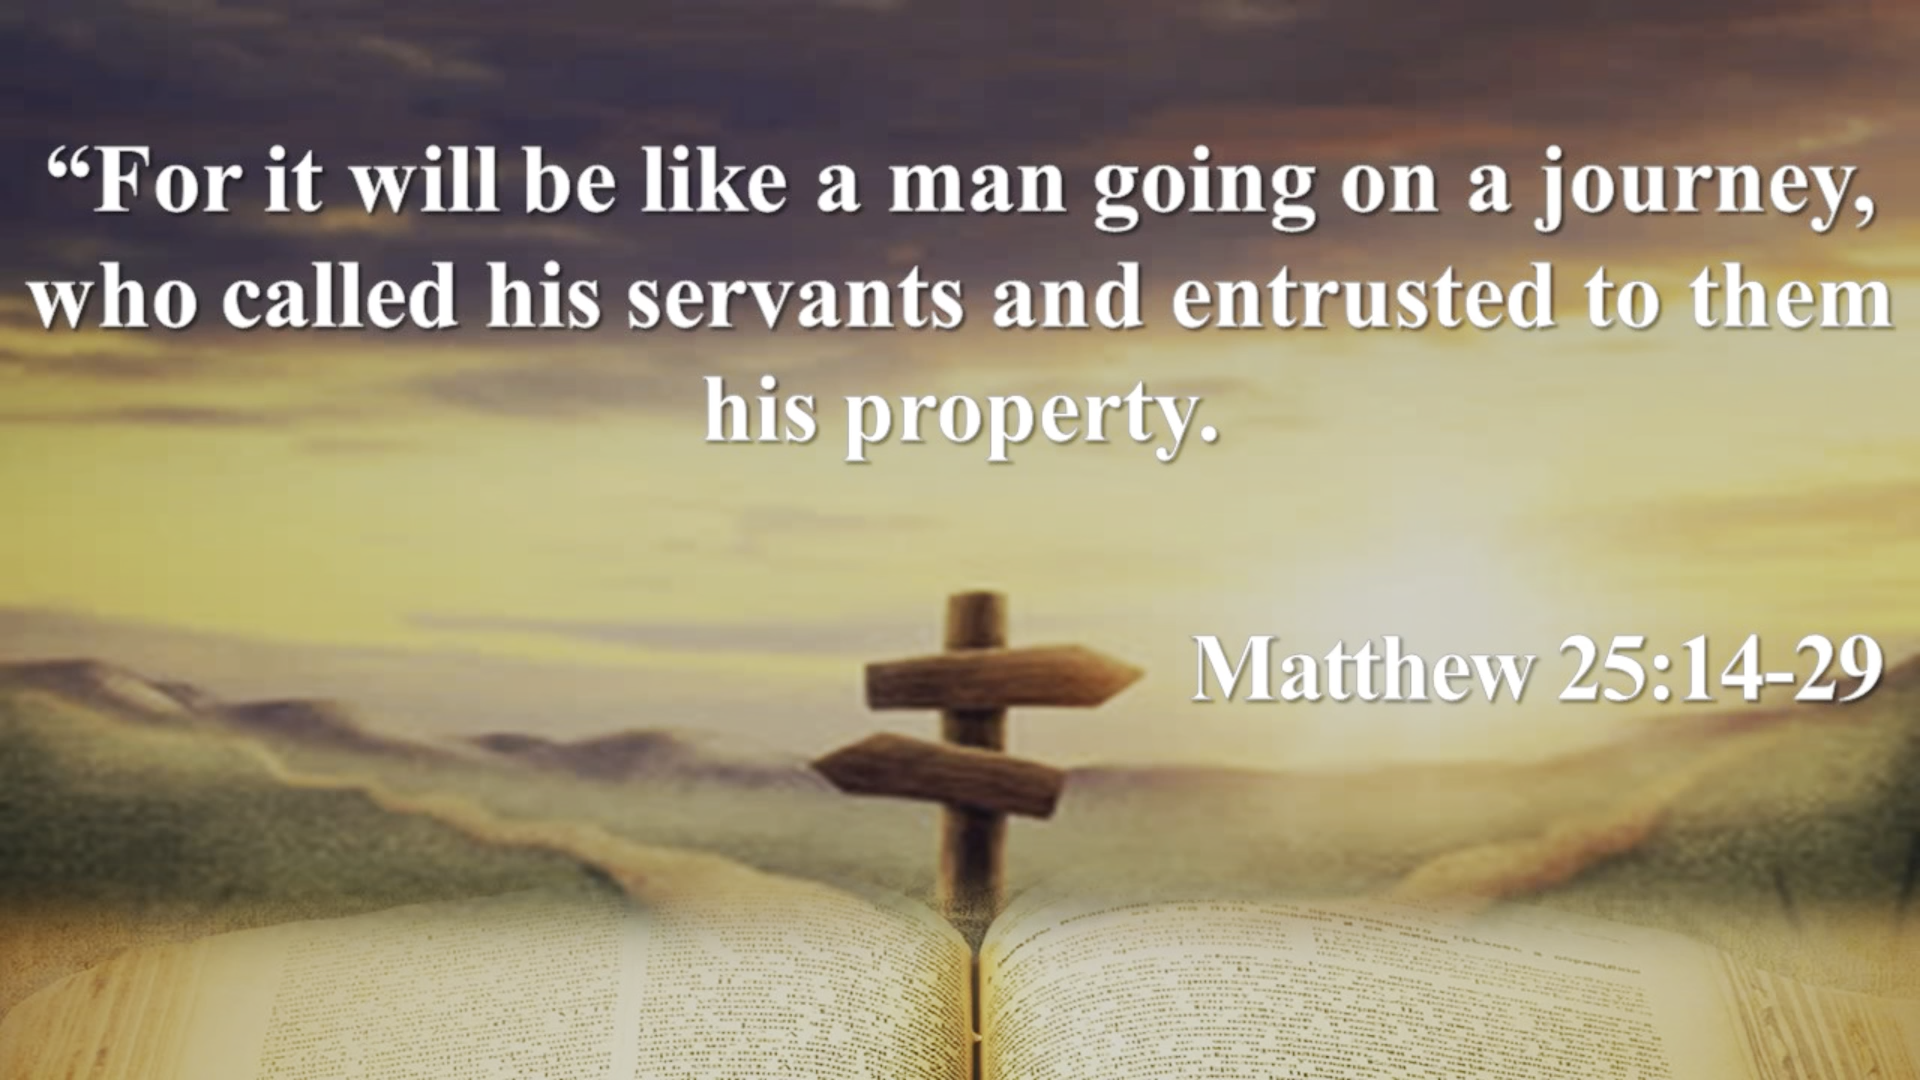 “For it will be like a man going on a journey,
who called his servants and entrusted to them
his property.
Matthew 25:14-29